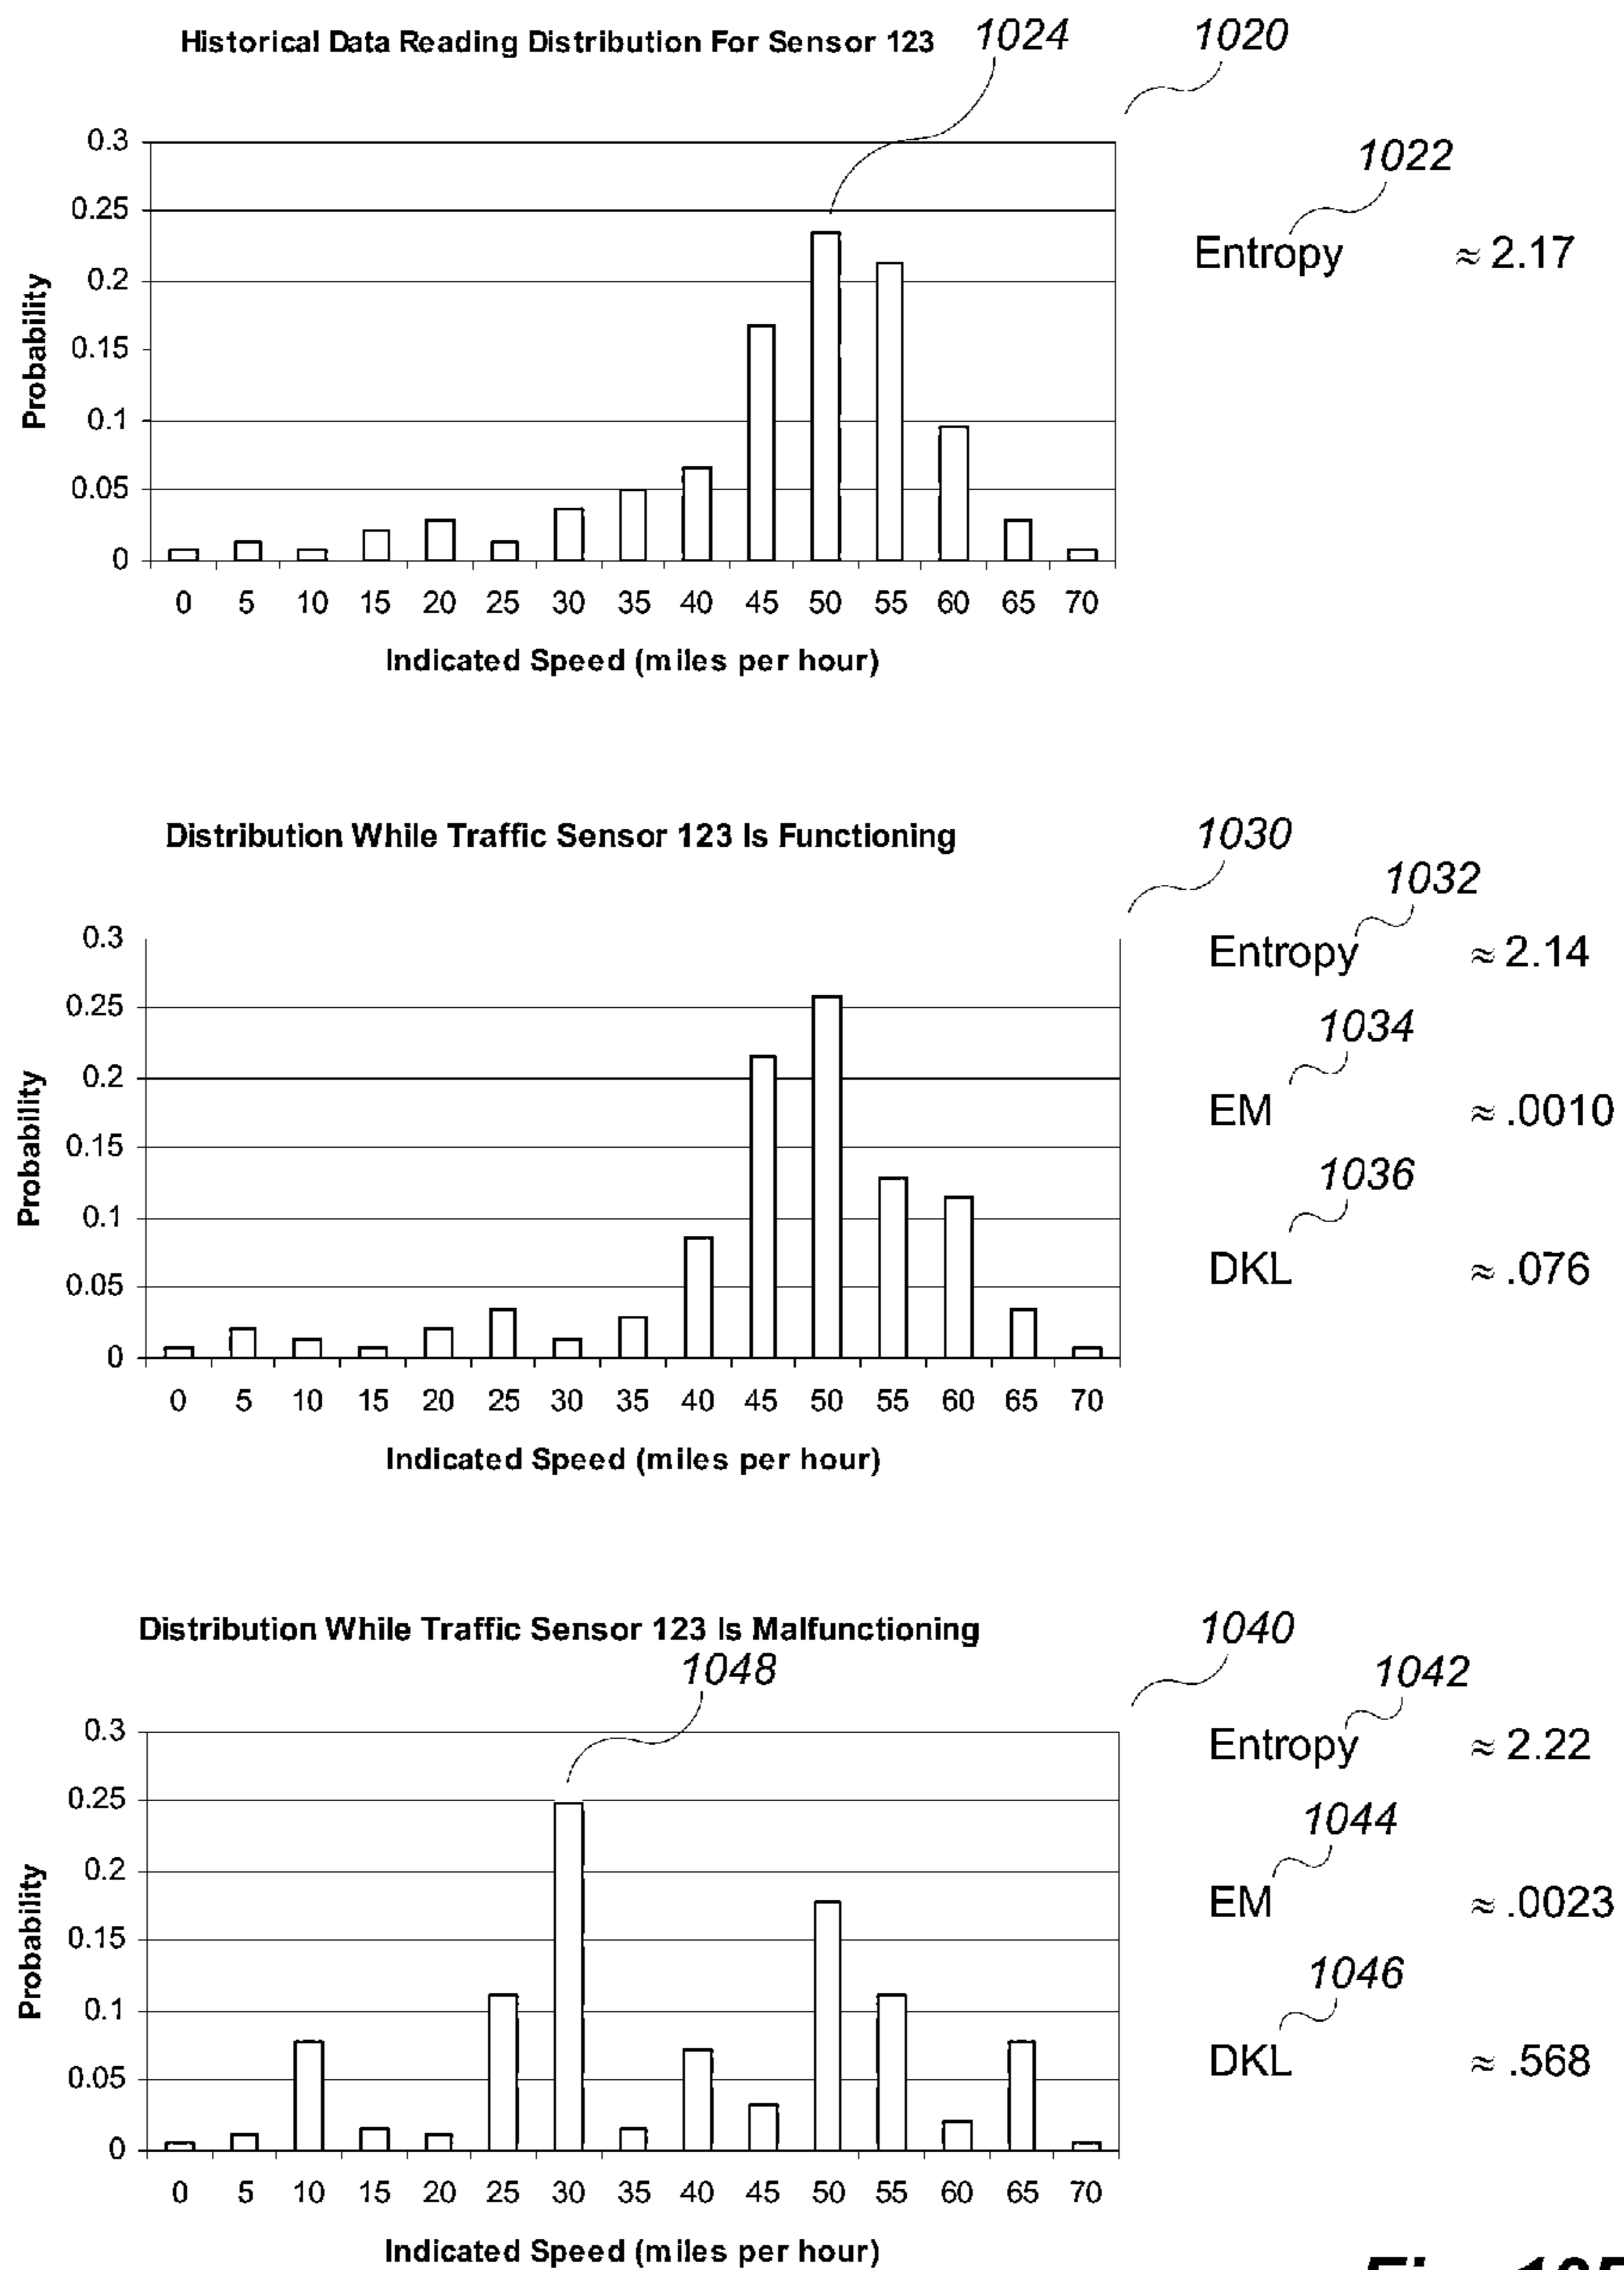 Historical Data Reading Distribution For Sensor 123
1024
1020
1022
Entropy ≈ 2.17
Probability
0.3
0.25
0.2
0.15
0.1
0.05
0
0 5 10 15 20 25 30 35 40 45 50 55 60 65 70
Indicated Speed (miles per hour)
Distribution While Traffic Sensor 123 Is Functioning
1030
1032
Entropy ≈ 2.14
1034
EM ≈ .0010
1036
DKL ≈ .076
Probability
0.3
0.25
0.2
0.15
0.1
0.05
0
0 5 10 15 20 25 30 35 40 45 50 55 60 65 70
Indicated Speed (miles per hour)
Distribution While Traffic Sensor 123 Is Malfunctioning
1048
1040
1042
Entropy ≈ 2.22
1044
EM ≈ .0023
1046
DKL ≈ .568
Probability
0.3
0.25
0.2
0.15
0.1
0.05
0
0 5 10 15 20 25 30 35 40 45 50 55 60 65 70
Indicated Speed (miles per hour)